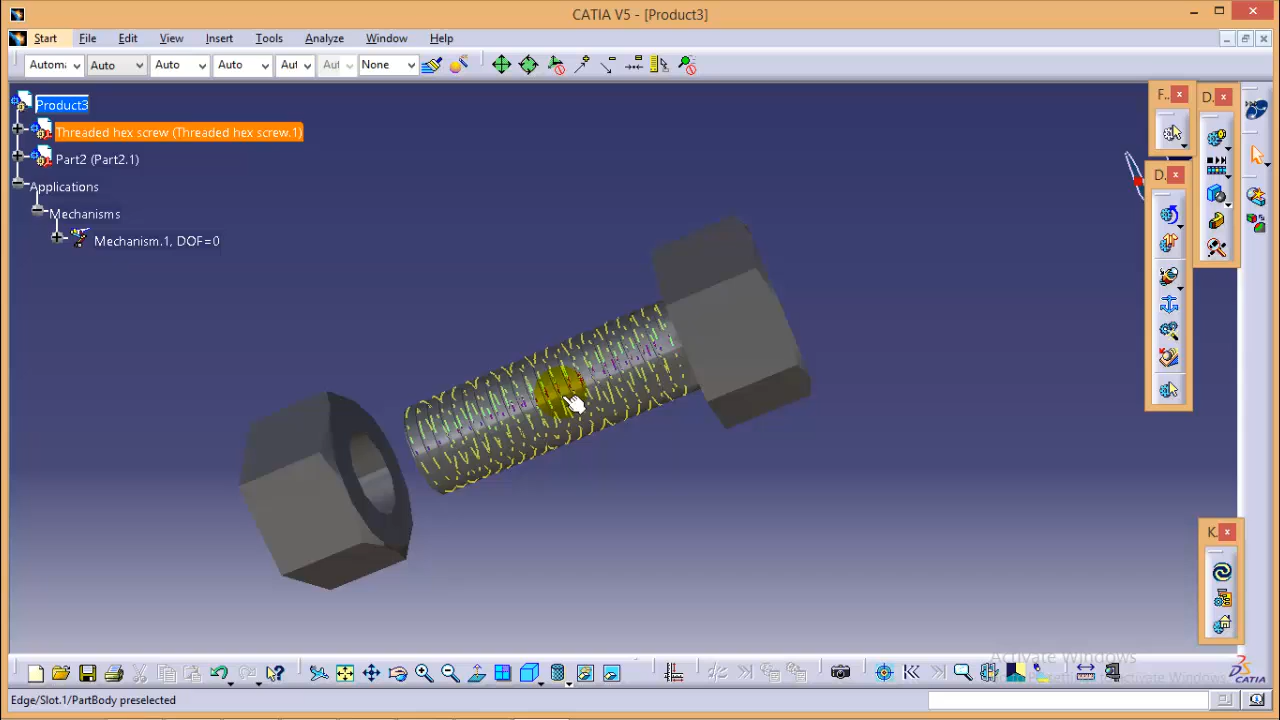 CATIA V5 - [Product3]
Start File Edit View Insert Tools Analyze Window Help
Automa Auto Auto Auto Aut Aut None
F.. D..
Product3
Threaded hex screw (Threaded hex screw.1)
Part2 (Part2.1)
D..
Applications
Mechanisms
Mechanism.1, DOF=0
K.
Activate Windows
CATIA
Edge/Slot.1/PartBody preselected